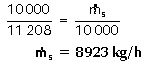 10 000 / 11 208 = ṁₛ / 10 000
ṁₛ = 8923 kg/h